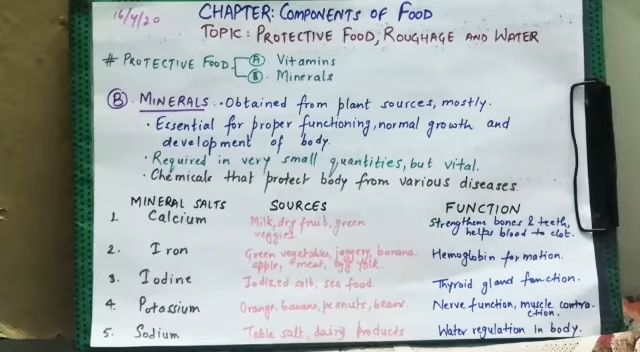 16/4/20
CHAPTER: COMPONENTS OF FOOD
TOPIC: PROTECTIVE FOOD, ROUGHAGE AND WATER
# PROTECTIVE FOOD
(A) Vitamins
(B) Minerals
(B). MINERALS. . Obtained from plant sources, mostly.
· Essential for proper functioning, normal growth and
development of body.
· Required in very small quantities, but vital.
· Chemicals that protect body from various diseases.
MINERAL SALTS SOURCES FUNCTION
1. Calcium Milk, dry fruit, green Strengthens bones & teeth,
veggies. helps blood to clot.
2. Iron Green vegetables, jaggery, banana, Hemoglobin formation.
apple, meat, egg yolk.
3. Iodine Iodized salt, sea food. Thyroid gland function.
4. Potassium Orange, banana, peanuts, beans. Nerve function, muscle contra-
ction.
5. Sodium Table salt, dairy products Water regulation in body.